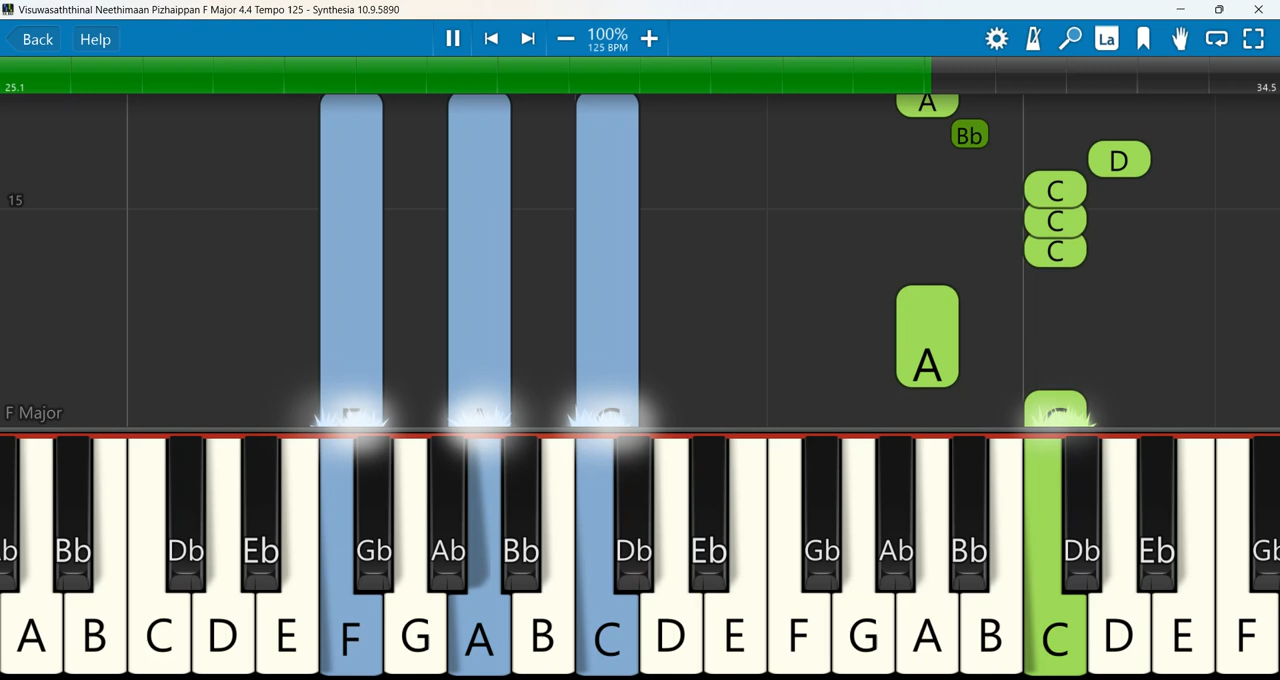 Visuwasaththinal Neethimaan Pizhaippan F Major 4.4 Tempo 125 - Synthesia 10.9.5890
Back Help 100% La
125 BPM
25.1 34.5
A
Bb
D
C
15
C
C
A
F Major
Bb Db Eb Gb Ab Bb Db Eb Gb Ab Bb Db Eb
A B C D E F G A B C D E F G A B C D E F